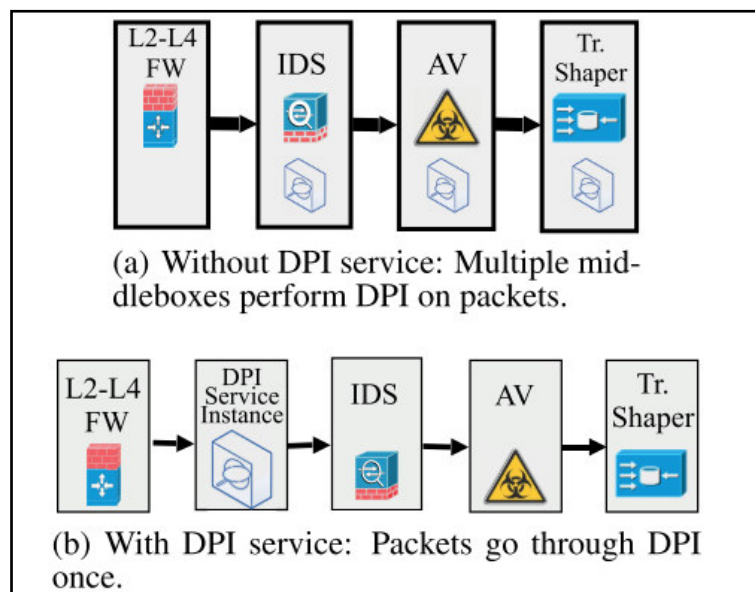 L2-L4
FW
IDS
AV
Tr.
Shaper
(a) Without DPI service: Multiple mid-
dleboxes perform DPI on packets.
L2-L4
FW
DPI
Service
Instance
IDS
AV
Tr.
Shaper
(b) With DPI service: Packets go through DPI
once.